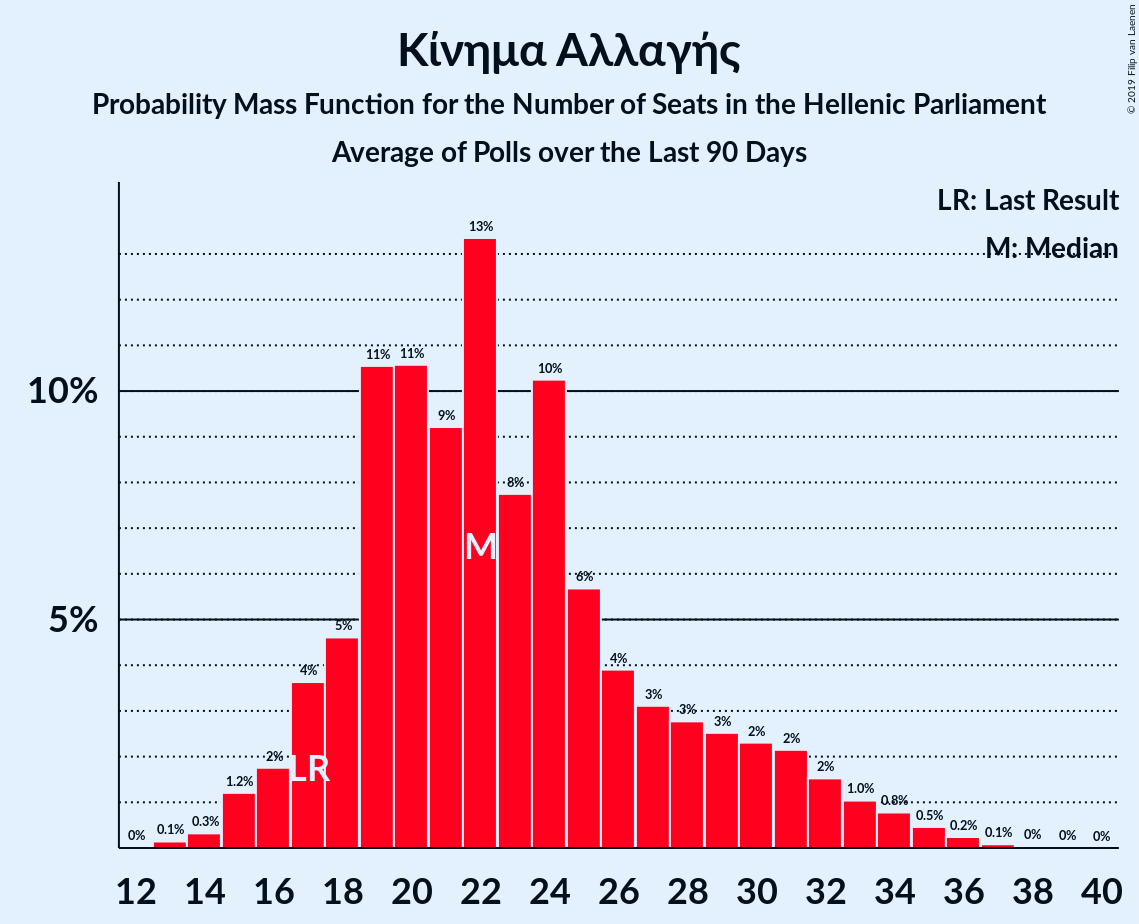 Κίνημα Αλλαγής
Probability Mass Function for the Number of Seats in the Hellenic Parliament
Average of Polls over the Last 90 Days
© 2019 Filip van Laenen
LR: Last Result
M: Median
10%
5%
0% 0.1% 0.3% 1.2% 2% 4% 5% 11% 11% 9% 13% 8% 10% 6% 4% 3% 3% 3% 2% 2% 2% 1.0% 0.8% 0.5% 0.2% 0.1% 0% 0% 0%
M
LR
12 14 16 18 20 22 24 26 28 30 32 34 36 38 40